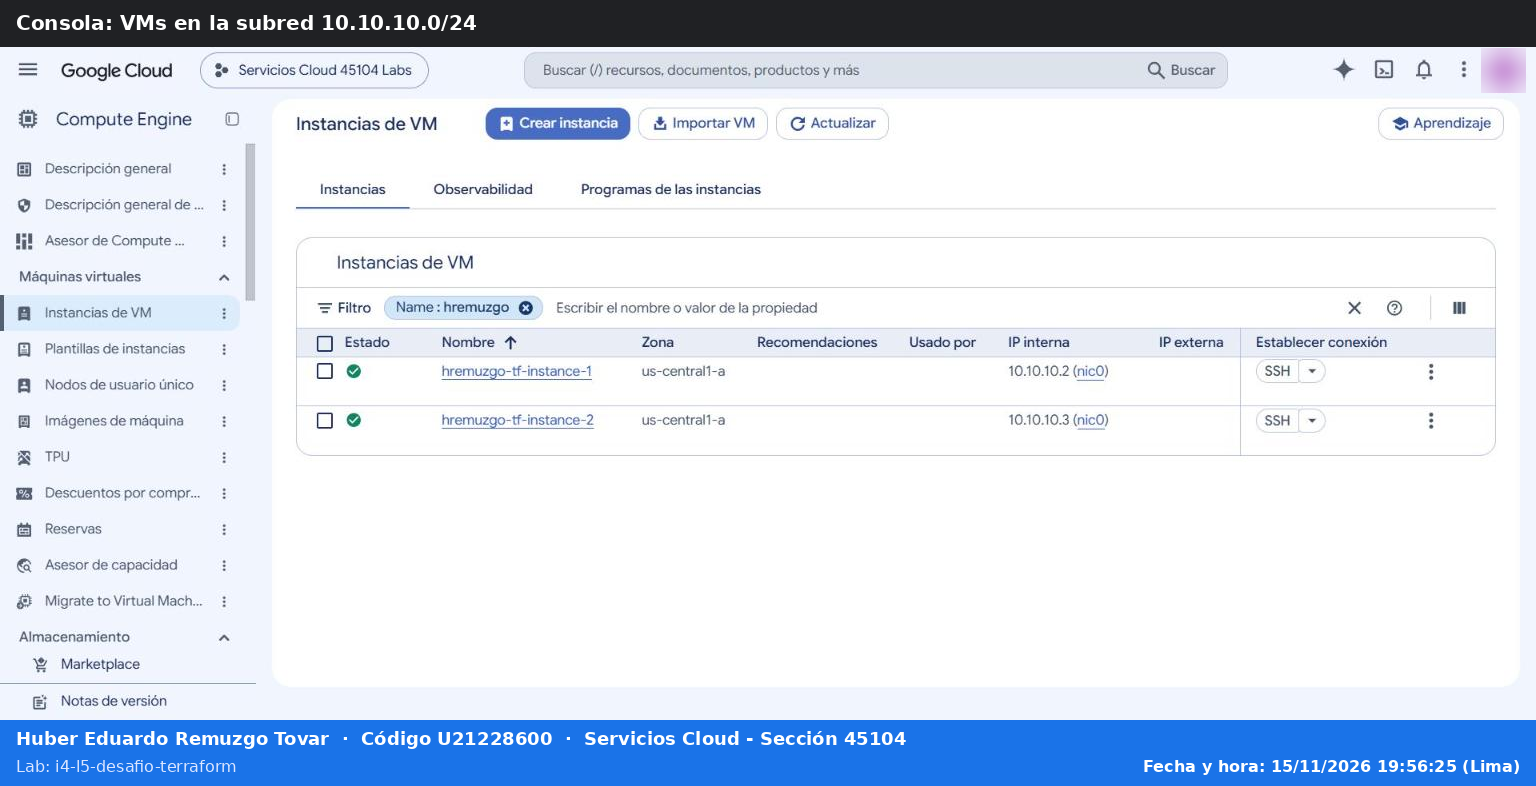 Consola: VMs en la subred 10.10.10.0/24
Google Cloud
Servicios Cloud 45104 Labs
Buscar (/) recursos, documentos, productos y más
Buscar
Compute Engine
Descripción general
Descripción general de ...
Asesor de Compute ...
Máquinas virtuales
Instancias de VM
Plantillas de instancias
Nodos de usuario único
Imágenes de máquina
TPU
Descuentos por compr...
Reservas
Asesor de capacidad
Migrate to Virtual Mach...
Almacenamiento
Marketplace
Notas de versión
Instancias de VM
Crear instancia
Importar VM
Actualizar
Aprendizaje
Instancias Observabilidad Programas de las instancias
Instancias de VM
Filtro Name : hremuzgo Escribir el nombre o valor de la propiedad
Estado Nombre Zona Recomendaciones Usado por IP interna IP externa Establecer conexión
hremuzgo-tf-instance-1 us-central1-a 10.10.10.2 (nic0) SSH
hremuzgo-tf-instance-2 us-central1-a 10.10.10.3 (nic0) SSH
Huber Eduardo Remuzgo Tovar · Código U21228600 · Servicios Cloud - Sección 45104
Lab: i4-l5-desafio-terraform
Fecha y hora: 15/11/2026 19:56:25 (Lima)